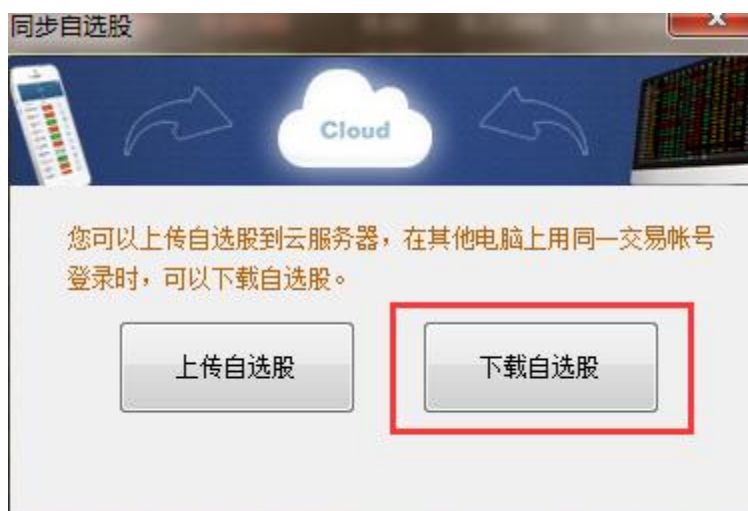 同步自选股
Cloud
您可以上传自选股到云服务器，在其他电脑上用同一交易帐号
登录时，可以下载自选股。
上传自选股
下载自选股